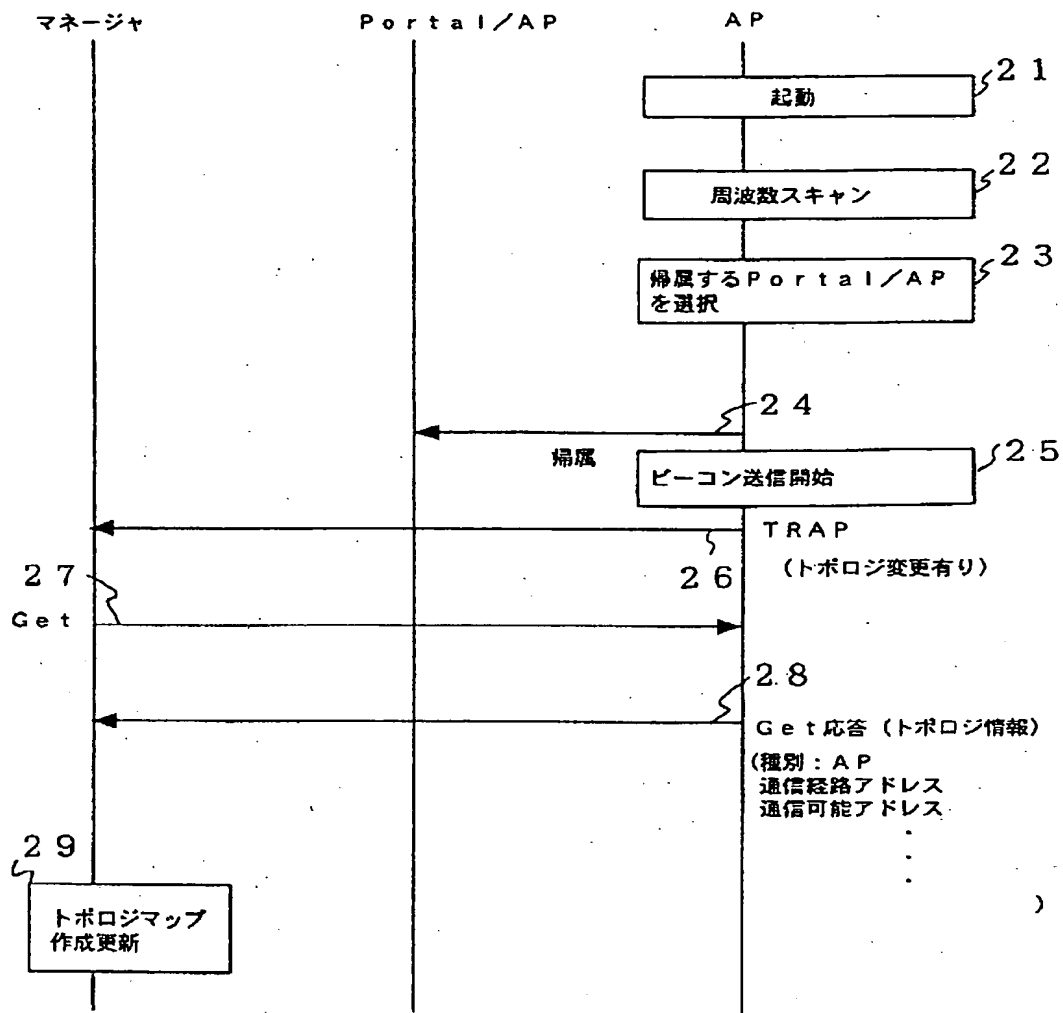 マネージャ
Portal/AP
AP
21
起動
22
周波数スキャン
23
帰属するPortal/AP
を選択
24
帰属
25
ビーコン送信開始
TRAP
26
(トポロジ変更有り)
27
Get
28
Get応答(トポロジ情報)
(種別:AP
通信経路アドレス
通信可能アドレス
・
・
・
)
29
トポロジマップ
作成更新